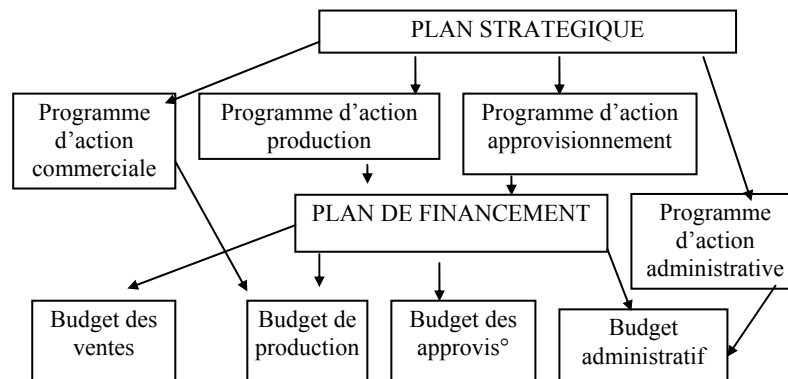 PLAN STRATEGIQUE
Programme
d’action
commerciale
Programme d’action
production
Programme d’action
approvisionnement
PLAN DE FINANCEMENT
Programme
d’action
administrative
Budget des
ventes
Budget de
production
Budget des
approvis°
Budget
administratif